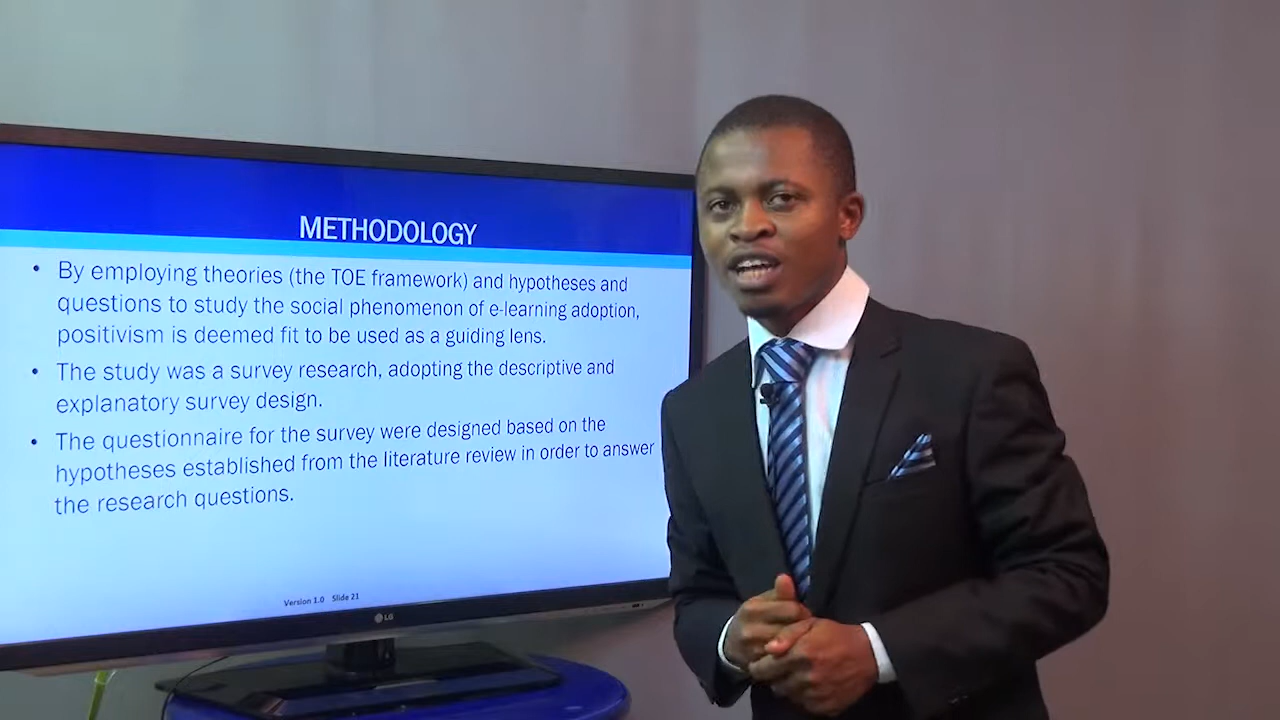 METHODOLOGY
• By employing theories (the TOE framework) and hypotheses and
questions to study the social phenomenon of e-learning adoption,
positivism is deemed fit to be used as a guiding lens.
• The study was a survey research, adopting the descriptive and
explanatory survey design.
• The questionnaire for the survey were designed based on the
hypotheses established from the literature review in order to answer
the research questions.
Version 1.0 Slide 21
LG